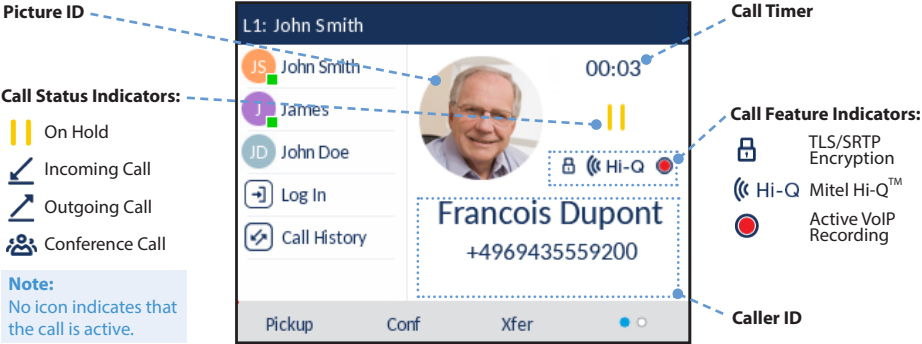 Picture ID
Call Status Indicators:
On Hold
Incoming Call
Outgoing Call
Conference Call
Note:
No icon indicates that
the call is active.
L1: John Smith
JS John Smith
J James
JD John Doe
Log In
Call History
00:03
Hi-Q
Francois Dupont
+4969435559200
Pickup Conf Xfer
Call Timer
Call Feature Indicators:
TLS/SRTP
Encryption
Hi-Q Mitel Hi-Q™
Active VoIP
Recording
Caller ID